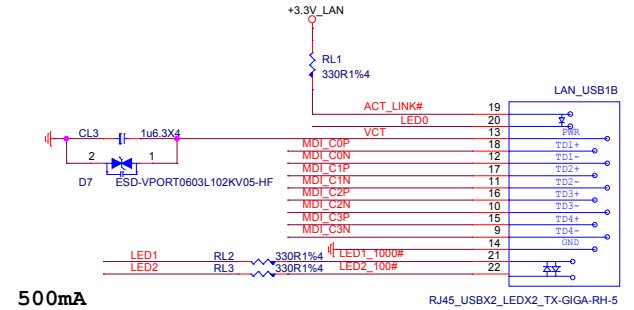 +3.3V_LAN
RL1
330R1%4
LAN_USB1B
ACT_LINK# 19
LED0 20
CL3 1u6.3X4 VCT 13 PWR
MDI_C0P 18 TD1+
2 1 MDI_C0N 12 TD1-
MDI_C1P 17 TD2+
D7 ESD-VPORT0603L102KV05-HF MDI_C1N 11 TD2-
MDI_C2P 16 TD3+
MDI_C2N 10 TD3-
MDI_C3P 15 TD4+
MDI_C3N 9 TD4-
14 GND
LED1 RL2 330R1%4 LED1_1000# 21
LED2 RL3 330R1%4 LED2_100# 22
500mA
RJ45_USBX2_LEDX2_TX-GIGA-RH-5